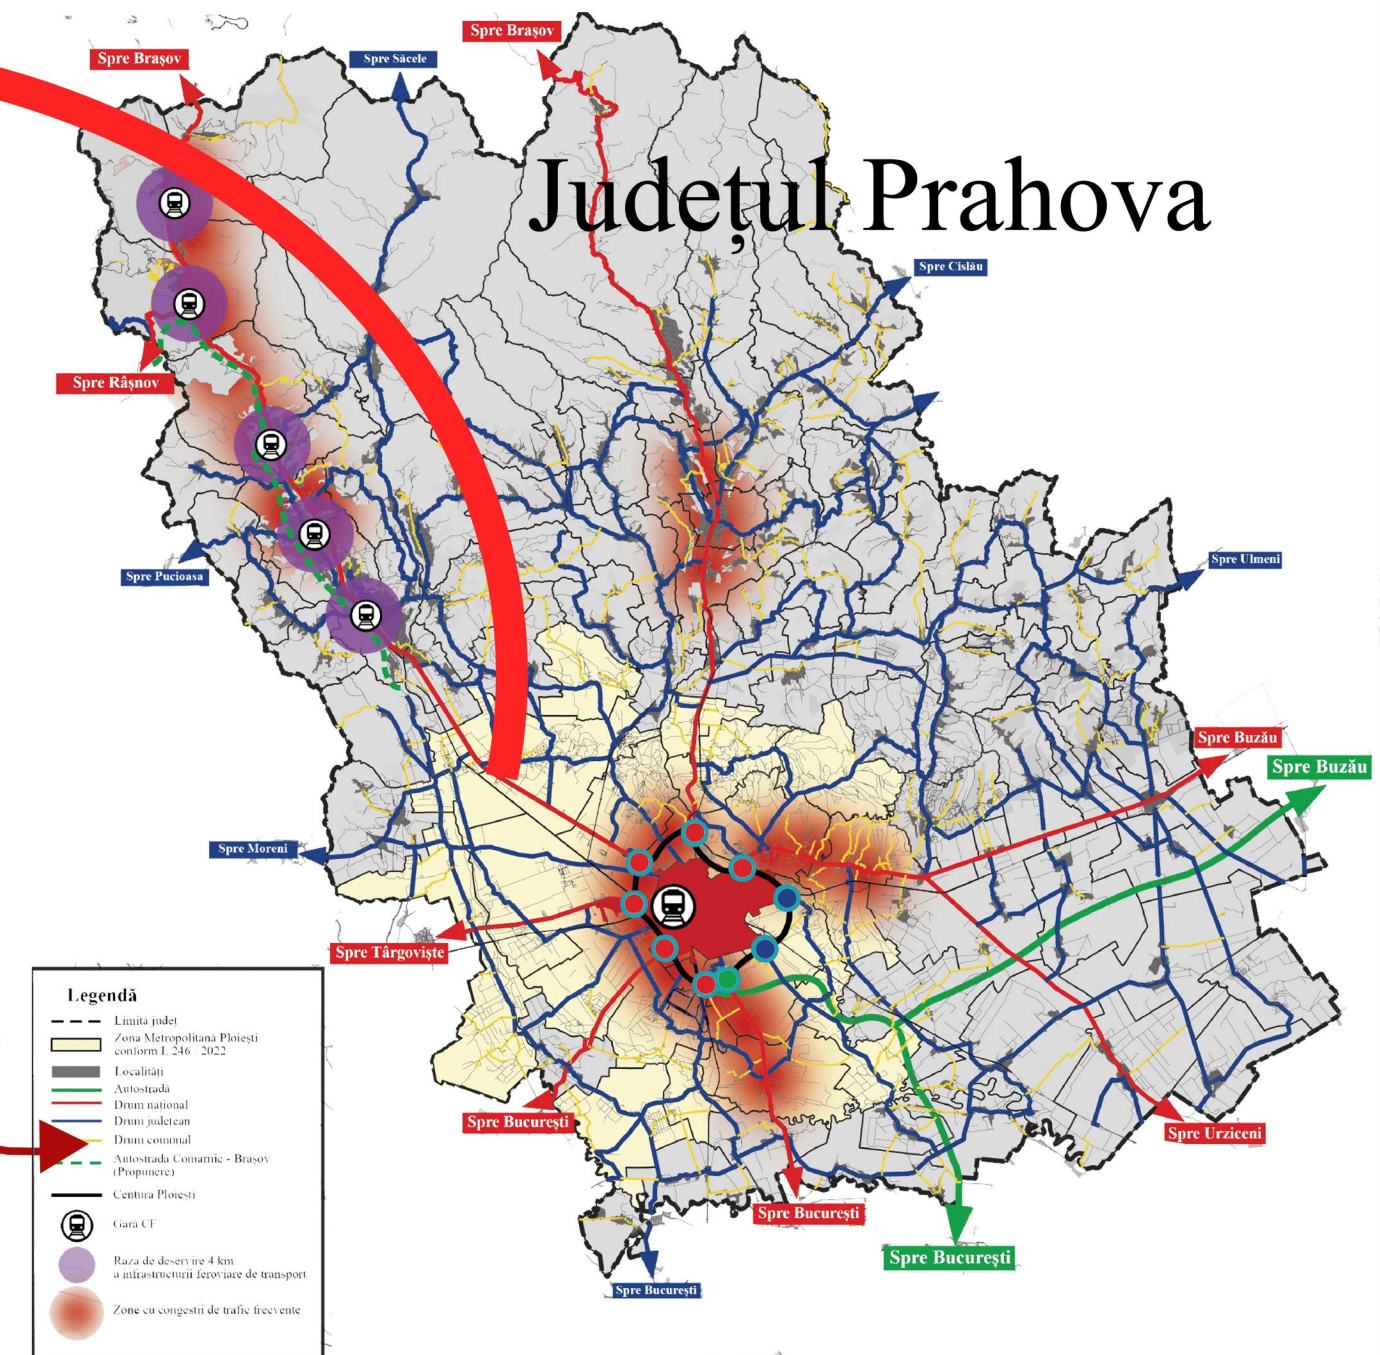 Spre Brașov
Spre Brașov
Spre Săcele
Județul Prahova
Spre Cislău
Spre Râșnov
Spre Ulmeni
Spre Pucioasa
Spre Buzău
Spre Buzău
Spre Moreni
Spre Târgoviște
Spre București
Spre Urziceni
Spre București
Spre București
Spre București
Legendă
Limită județ
Zona Metropolitană Ploiești
conform L 246 / 2022
Localități
Autostradă
Drum național
Drum județean
Drum comunal
Autostrada Comarnic - Brașov
(Propunere)
Centura Ploiești
Gară CF
Raza de deservire 4 km
a infrastructurii feroviare de transport
Zone cu congestii de trafic frecvente